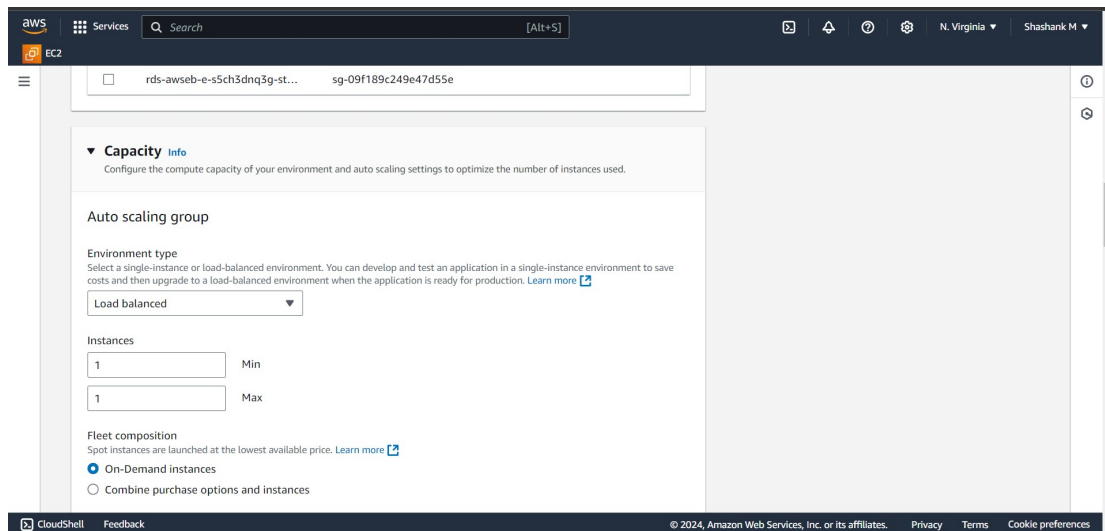 aws
Services
Search [Alt+S]
N. Virginia ▼
Shashank M ▼
EC2
rds-awseb-e-s5ch3dnq3g-st... sg-09f189c249e47d55e
Capacity Info
Configure the compute capacity of your environment and auto scaling settings to optimize the number of instances used.
Auto scaling group
Environment type
Select a single-instance or load-balanced environment. You can develop and test an application in a single-instance environment to save
costs and then upgrade to a load-balanced environment when the application is ready for production. Learn more
Load balanced
Instances
1 Min
1 Max
Fleet composition
Spot instances are launched at the lowest available price. Learn more
On-Demand instances
Combine purchase options and instances
CloudShell Feedback © 2024, Amazon Web Services, Inc. or its affiliates. Privacy Terms Cookie preferences